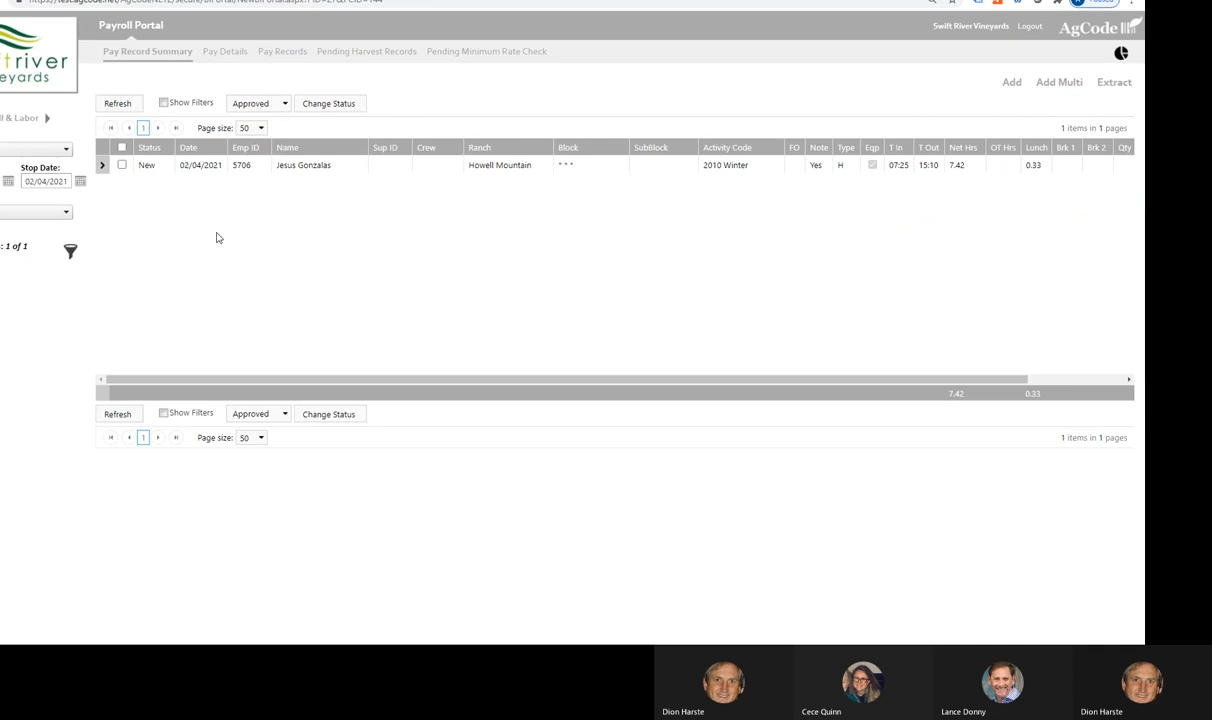 Payroll Portal
Swift River Vineyards Logout AgCode
Pay Record Summary Pay Details Pay Records Pending Harvest Records Pending Minimum Rate Check
river
eyards
Add Add Multi Extract
Refresh Show Filters Approved Change Status
l & Labor
1 Page size: 50 1 items in 1 pages
Status Date Emp ID Name Sup ID Crew Ranch Block SubBlock Activity Code FO Note Type Eqp T In T Out Net Hrs OT Hrs Lunch Brk 1 Brk 2 Qty
New 02/04/2021 5706 Jesus Gonzalas Howell Mountain * * * 2010 Winter Yes H 07:25 15:10 7.42 0.33
Stop Date:
02/04/2021
: 1 of 1
7.42 0.33
Refresh Show Filters Approved Change Status
1 Page size: 50 1 items in 1 pages
Dion Harste Cece Quinn Lance Donny Dion Harste